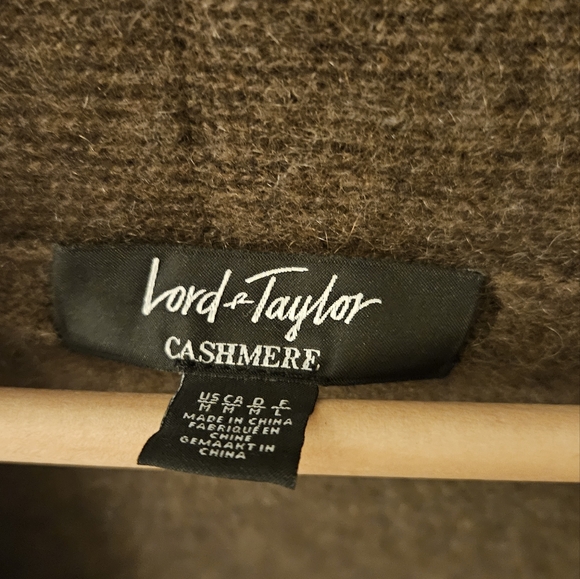 Lord & Taylor
CASHMERE
US CA D E
M M M L
MADE IN CHINA
FABRIQUE EN
CHINE
GEMAAKT IN
CHINA